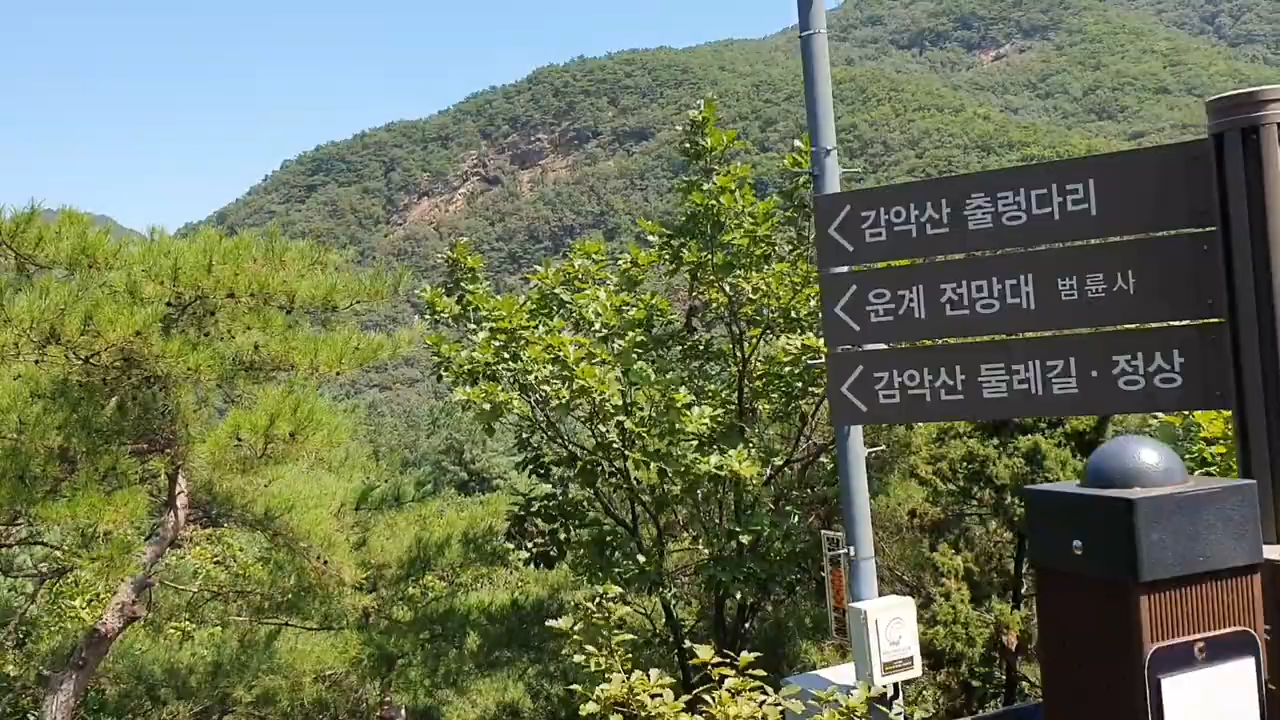 < 감악산 출렁다리
< 운계 전망대 범륜사
< 감악산 둘레길 · 정상